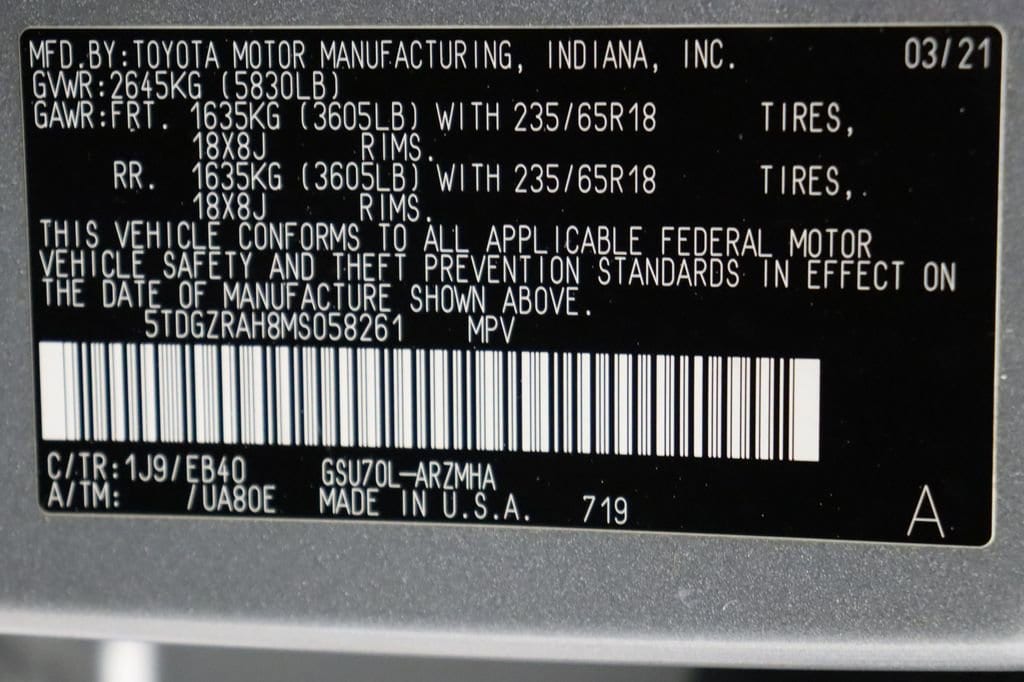 MFD.BY:TOYOTA MOTOR MANUFACTURING, INDIANA, INC. 03/21
GVWR:2645KG (5830LB)
GAWR:FRT. 1635KG (3605LB) WITH 235/65R18 TIRES,
18X8J RIMS.
RR. 1635KG (3605LB) WITH 235/65R18 TIRES,
18X8J RIMS.
THIS VEHICLE CONFORMS TO ALL APPLICABLE FEDERAL MOTOR
VEHICLE SAFETY AND THEFT PREVENTION STANDARDS IN EFFECT ON
THE DATE OF MANUFACTURE SHOWN ABOVE.
5TDGZRAH8MS058261 MPV
C/TR:1J9/EB40 GSU70L-ARZMHA
A/TM: /UA80E MADE IN U.S.A. 719 A